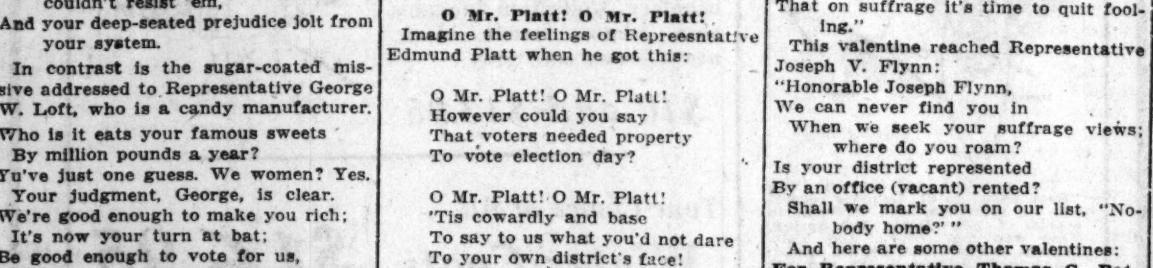 couldn't resist 'em,
And your deep-seated prejudice jolt from
your system.
In contrast is the sugar-coated mis-
sive addressed to Representative George
W. Loft, who is a candy manufacturer.
Who is it eats your famous sweets
By million pounds a year?
Yu've just one guess. We women? Yes.
Your judgment, George, is clear.
We're good enough to make you rich;
It's now your turn at bat;
Be good enough to vote for us,
O Mr. Platt! O Mr. Platt!
Imagine the feelings of Repreesntative
Edmund Platt when he got this:
O Mr. Platt! O Mr. Platt!
However could you say
That voters needed property
To vote election day?
O Mr. Platt! O Mr. Platt!
'Tis cowardly and base
To say to us what you'd not dare
To your own district's face!
That on suffrage it's time to quit fool-
ing."
This valentine reached Representative
Joseph V. Flynn:
"Honorable Joseph Flynn,
We can never find you in
When we seek your suffrage views;
where do you roam?
Is your district represented
By an office (vacant) rented?
Shall we mark you on our list, "No-
body home?" "
And here are some other valentines:
For Representative Thomas G. Pat-